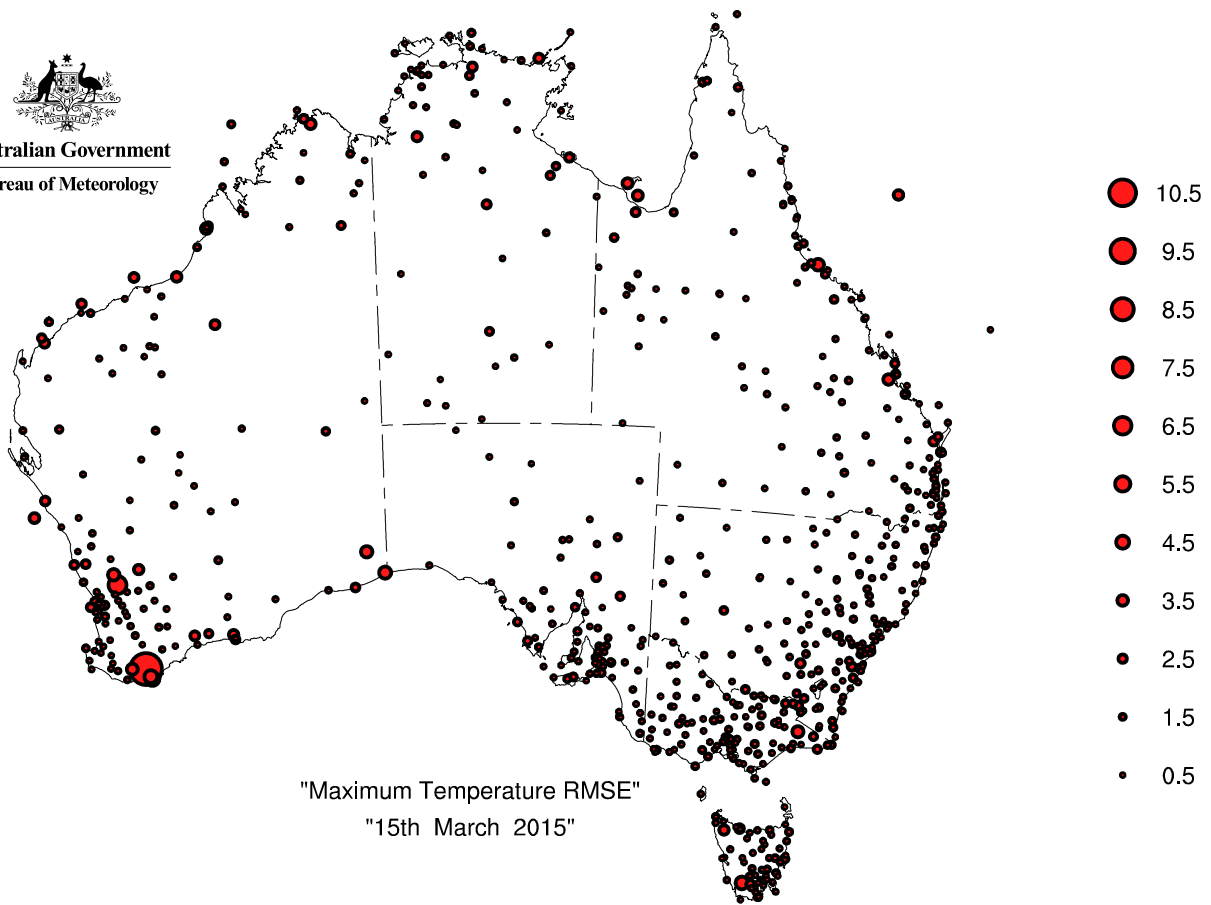 AUSTRALIA
tralian Government
reau of Meteorology
10.5
9.5
8.5
7.5
6.5
5.5
4.5
3.5
2.5
1.5
0.5
"Maximum Temperature RMSE"
"15th March 2015"